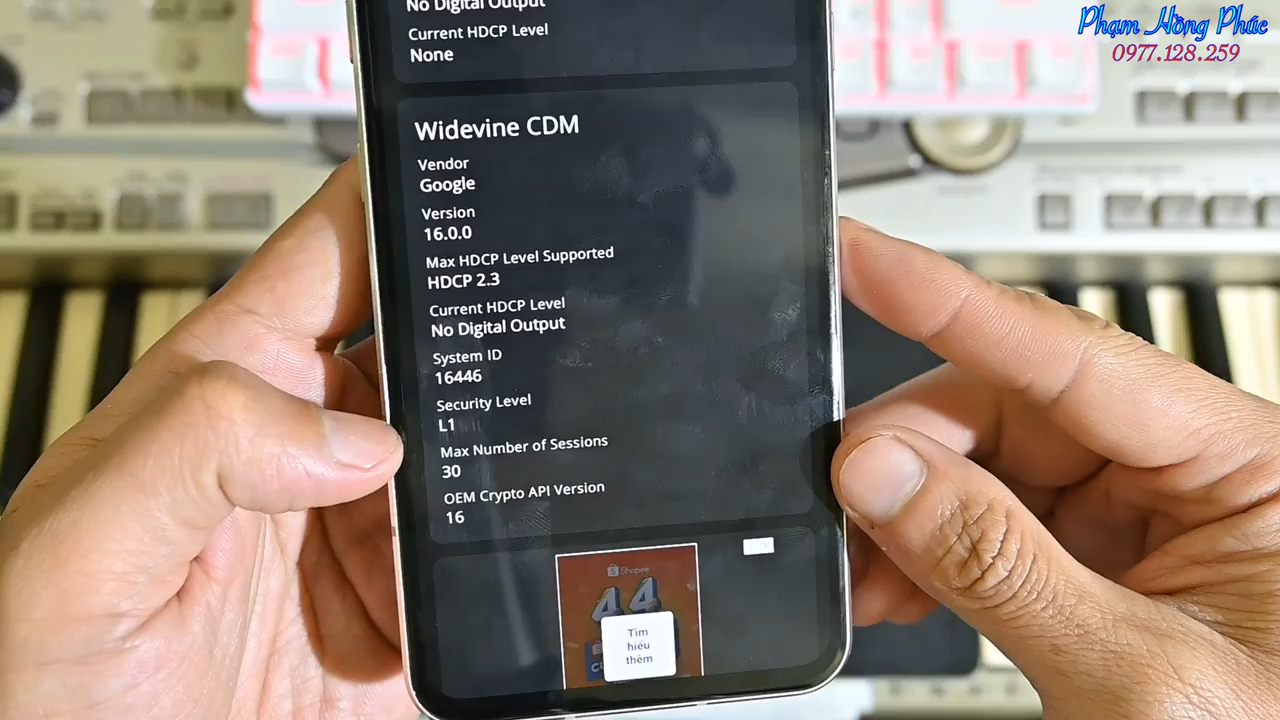 No Digital Output
Current HDCP Level
None
Phạm Hồng Phúc
0977.128.259
Widevine CDM
Vendor
Google
Version
16.0.0
Max HDCP Level Supported
HDCP 2.3
Current HDCP Level
No Digital Output
System ID
16446
Security Level
L1
Max Number of Sessions
30
OEM Crypto API Version
16
Shopee
4 4
Tìm
hiểu
thêm